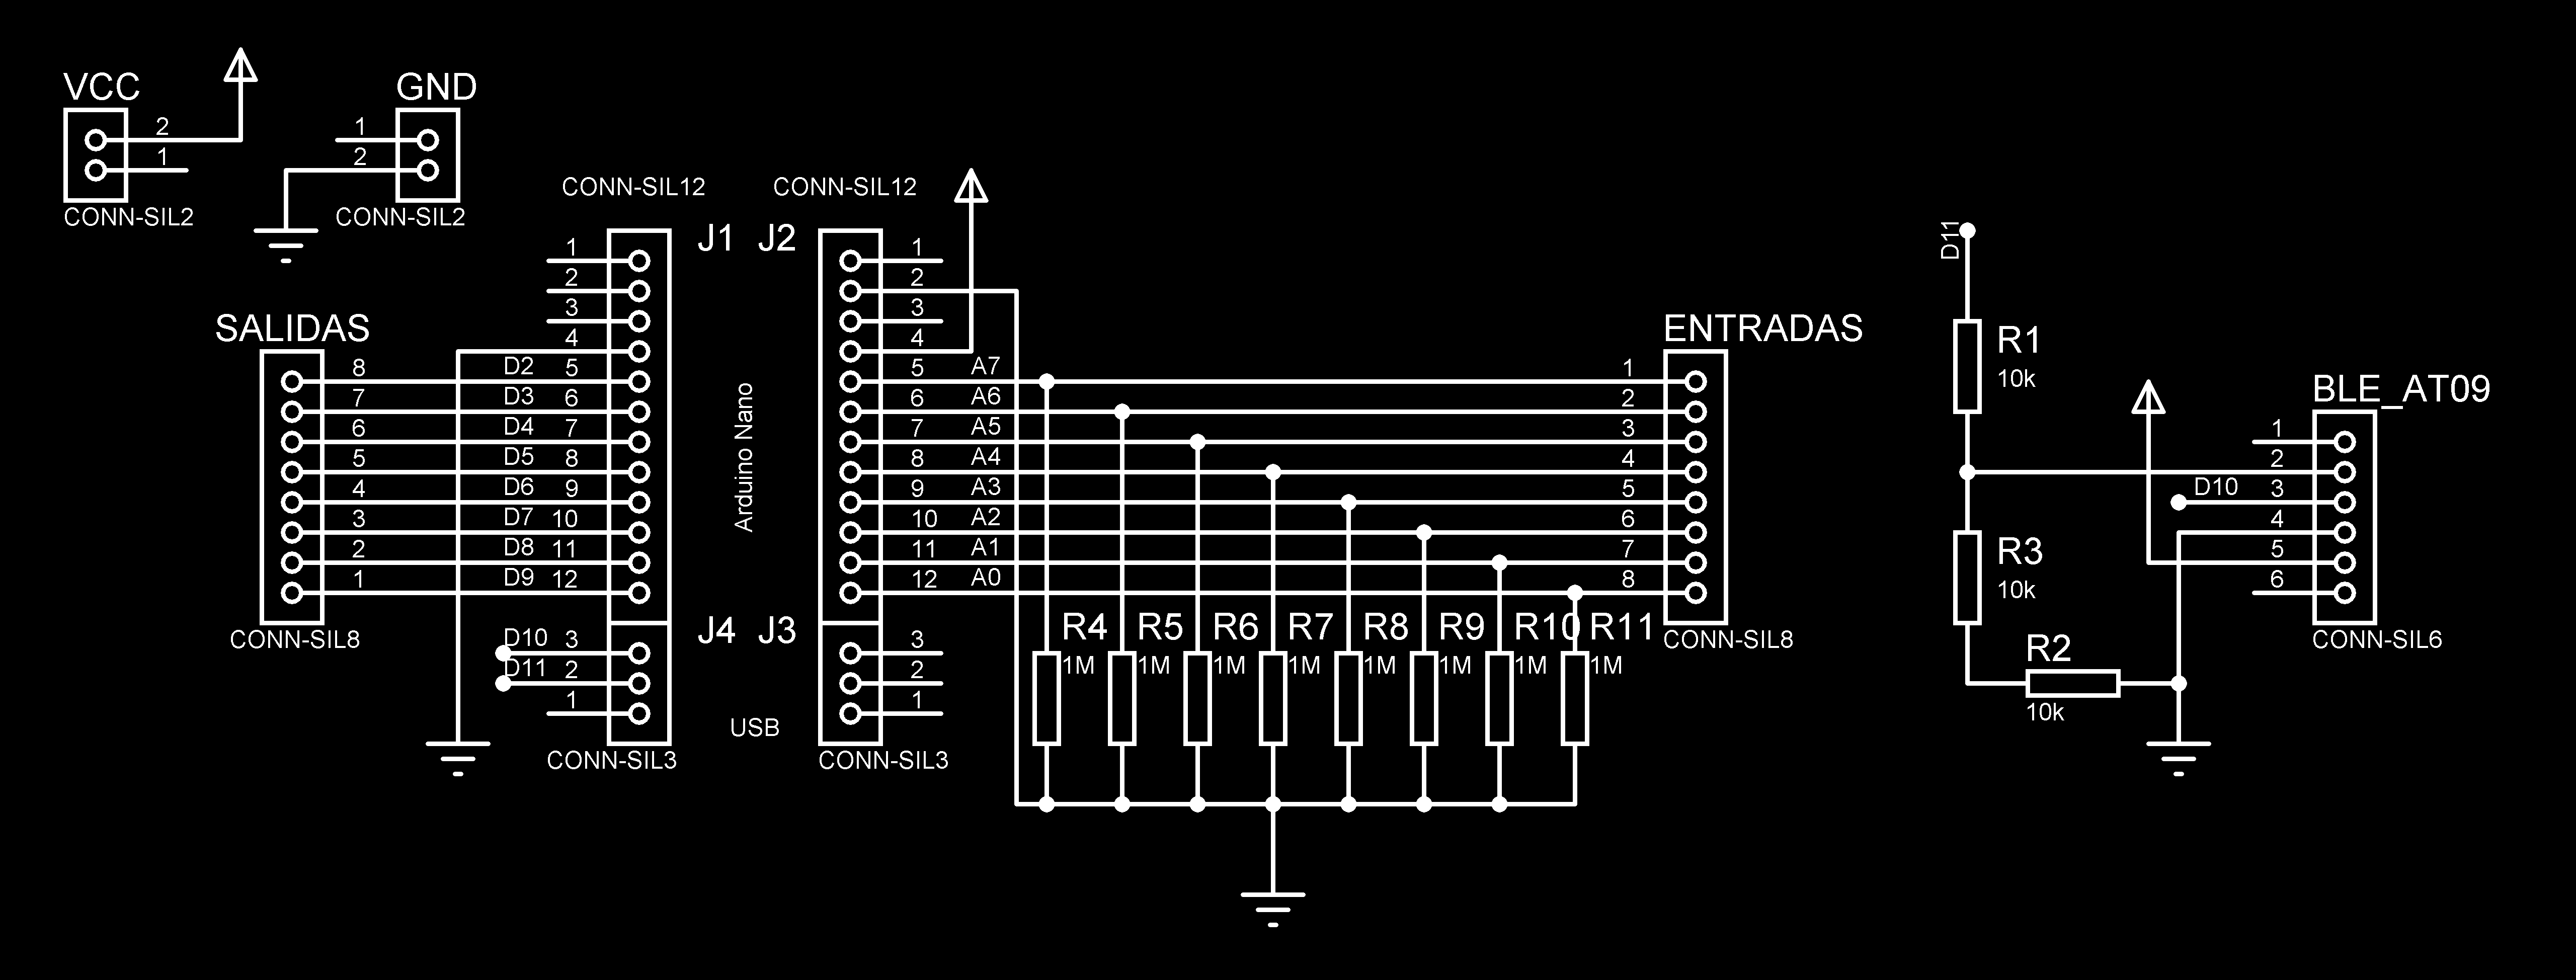 VCC
2
1
CONN-SIL2
GND
1
2
CONN-SIL2
SALIDAS
8
7
6
5
4
3
2
1
CONN-SIL8
CONN-SIL12
J1
1
2
3
4
D2 5
D3 6
D4 7
D5 8
D6 9
D7 10
D8 11
D9 12
J4
D10 3
D11 2
1
CONN-SIL3
Arduino Nano
USB
CONN-SIL12
J2
1
2
3
4
5 A7
6 A6
7 A5
8 A4
9 A3
10 A2
11 A1
12 A0
J3
3
2
1
CONN-SIL3
R4
1M
R5
1M
R6
1M
R7
1M
R8
1M
R9
1M
R10
1M
R11
1M
ENTRADAS
1
2
3
4
5
6
7
8
CONN-SIL8
D11
R1
10k
R3
10k
R2
10k
BLE_AT09
1
2
D10 3
4
5
6
CONN-SIL6